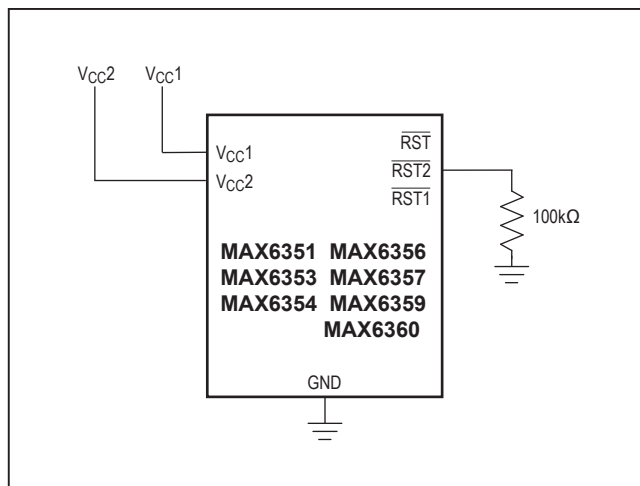 VCC2 VCC1
VCC1
VCC2
RST
RST2
RST1
100kΩ
MAX6351 MAX6356
MAX6353 MAX6357
MAX6354 MAX6359
MAX6360
GND